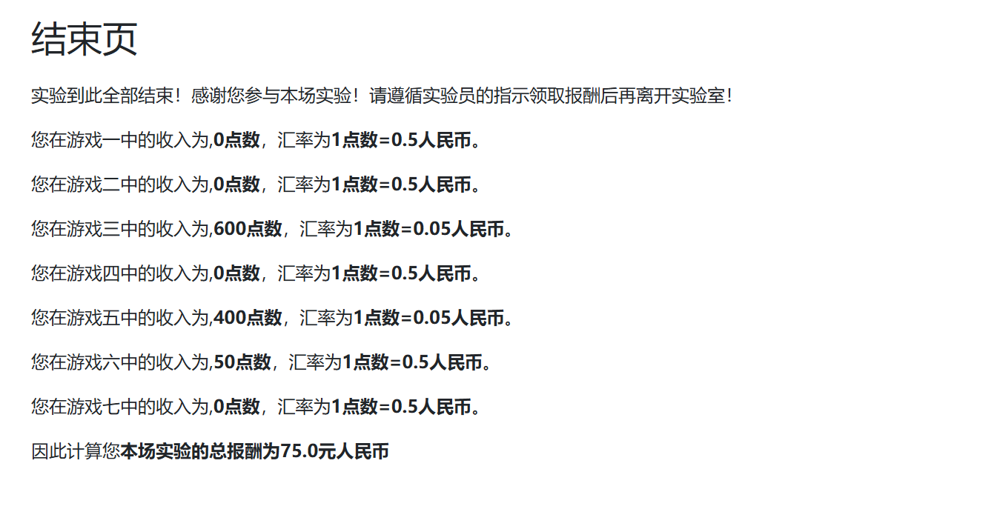 结束页
实验到此全部结束！感谢您参与本场实验！请遵循实验员的指示领取报酬后再离开实验室！
您在游戏一中的收入为,0点数，汇率为1点数=0.5人民币。
您在游戏二中的收入为,0点数，汇率为1点数=0.5人民币。
您在游戏三中的收入为,600点数，汇率为1点数=0.05人民币。
您在游戏四中的收入为,0点数，汇率为1点数=0.5人民币。
您在游戏五中的收入为,400点数，汇率为1点数=0.05人民币。
您在游戏六中的收入为,50点数，汇率为1点数=0.5人民币。
您在游戏七中的收入为,0点数，汇率为1点数=0.5人民币。
因此计算您本场实验的总报酬为75.0元人民币